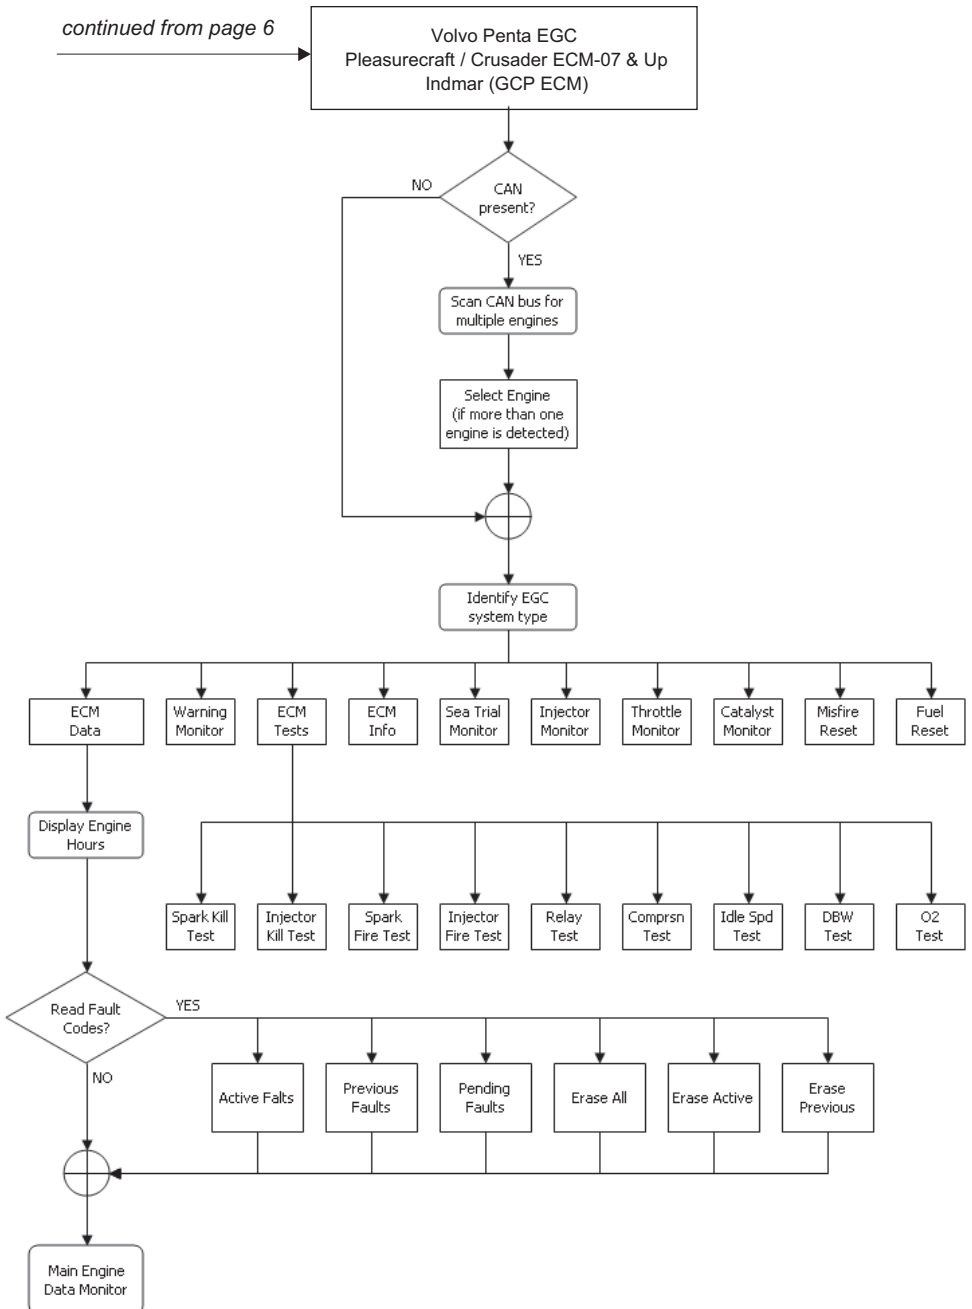 continued from page 6
Volvo Penta EGC
Pleasurecraft / Crusader ECM-07 & Up
Indmar (GCP ECM)
NO
CAN
present?
YES
Scan CAN bus for
multiple engines
Select Engine
(if more than one
engine is detected)
Identify EGC
system type
ECM
Data
Warning
Monitor
ECM
Tests
ECM
Info
Sea Trial
Monitor
Injector
Monitor
Throttle
Monitor
Catalyst
Monitor
Misfire
Reset
Fuel
Reset
Display Engine
Hours
Spark Kill
Test
Injector
Kill Test
Spark
Fire Test
Injector
Fire Test
Relay
Test
Comprsn
Test
Idle Spd
Test
DBW
Test
O2
Test
Read Fault
Codes?
YES
NO
Active Falts
Previous
Faults
Pending
Faults
Erase All
Erase Active
Erase
Previous
Main Engine
Data Monitor